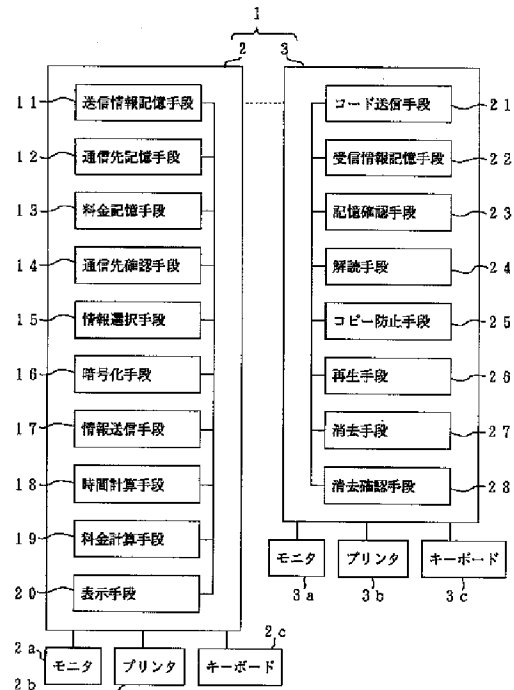 1
2
3
11 送信情報記憶手段
12 通信先記憶手段
13 料金記憶手段
14 通信先確認手段
15 情報選択手段
16 暗号化手段
17 情報送信手段
18 時間計算手段
19 料金計算手段
20 表示手段
2a モニタ
2b プリンタ
2c キーボード
コード送信手段 21
受信情報記憶手段 22
記憶確認手段 23
解読手段 24
コピー防止手段 25
再生手段 26
消去手段 27
消去確認手段 28
モニタ 3a
プリンタ 3b
キーボード 3c